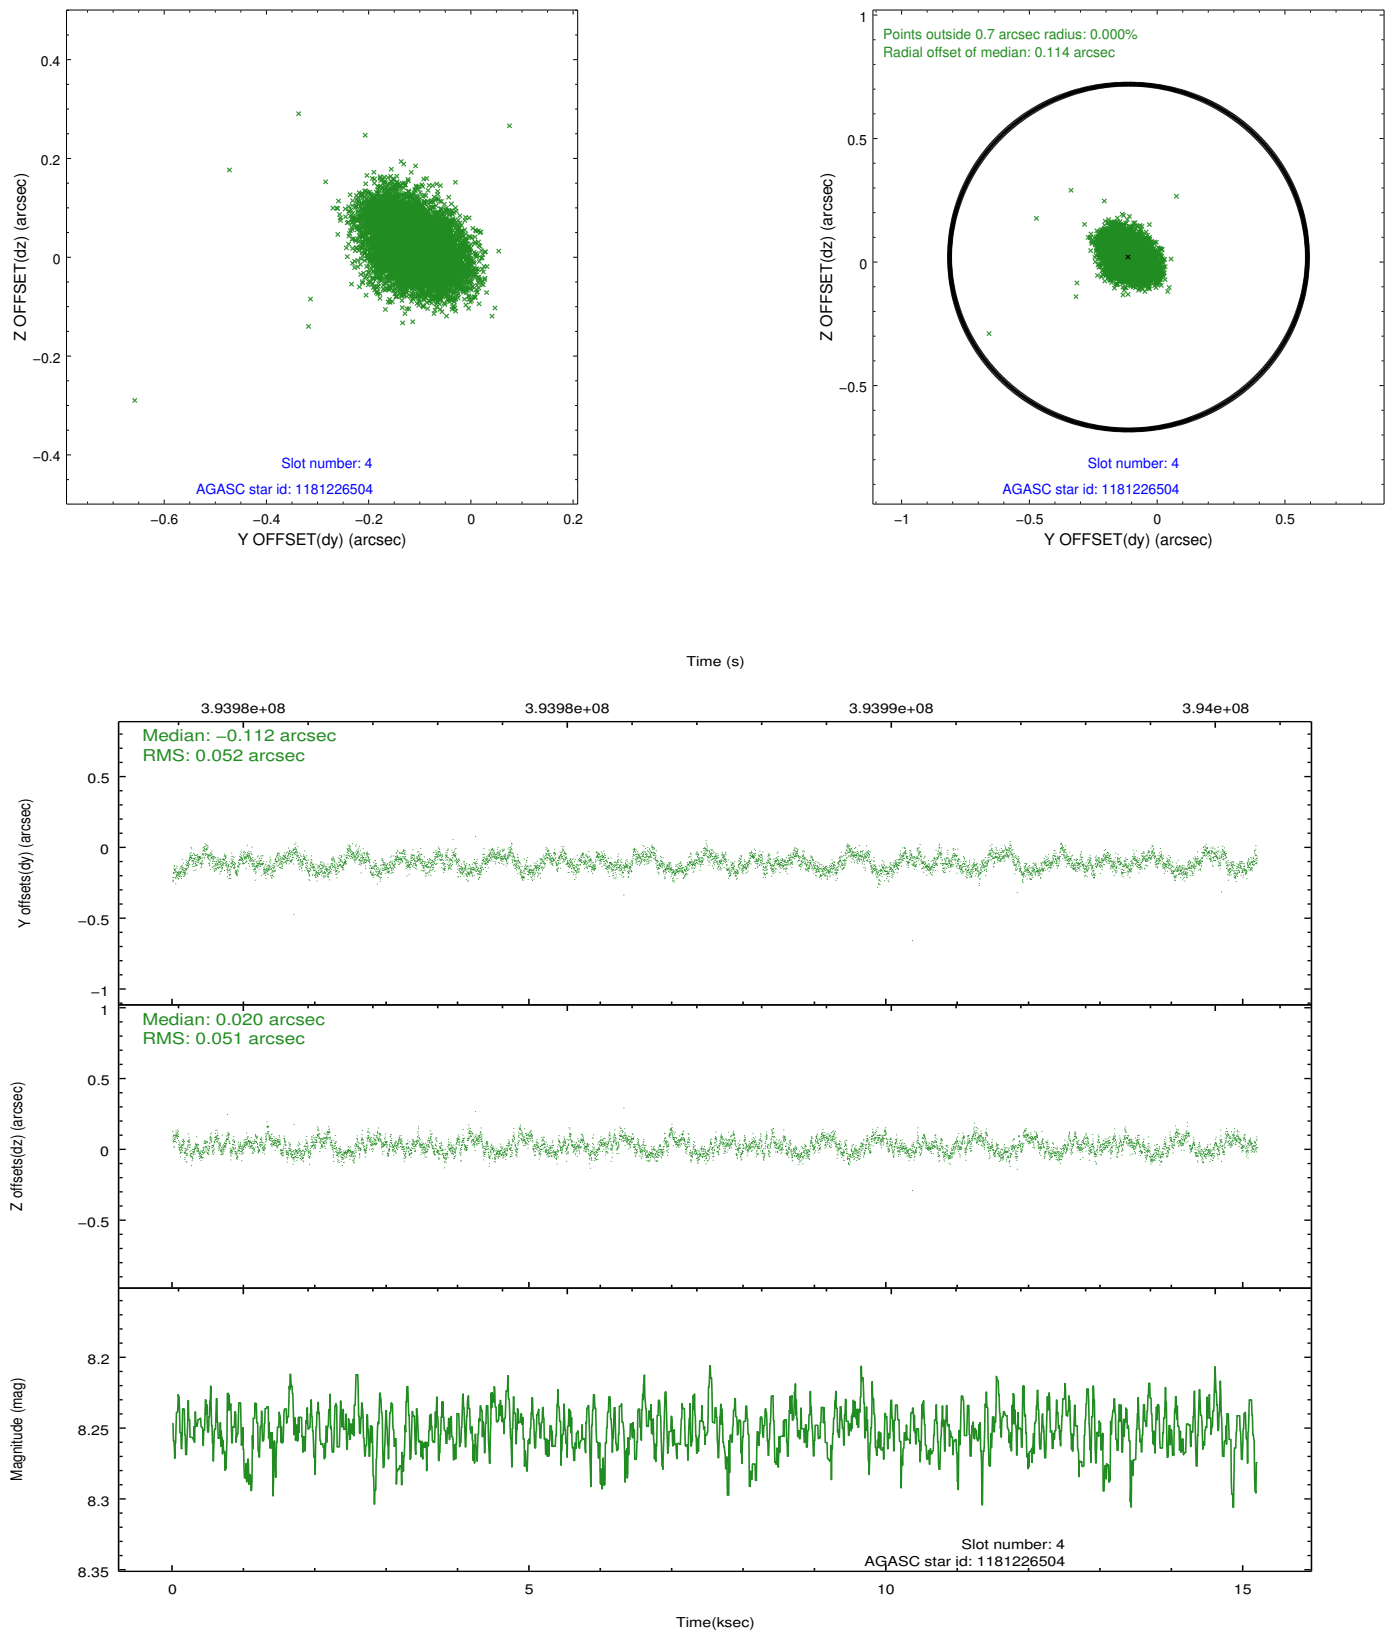 0.4
0.2
0
−0.2
−0.4
Z OFFSET(dz) (arcsec)
Slot number: 4
AGASC star id: 1181226504
−0.6
−0.4
−0.2
0
0.2
Y OFFSET(dy) (arcsec)
Points outside 0.7 arcsec radius: 0.000%
Radial offset of median: 0.114 arcsec
1
0.5
0
−0.5
Z OFFSET(dz) (arcsec)
Slot number: 4
AGASC star id: 1181226504
−1
−0.5
0
0.5
Y OFFSET(dy) (arcsec)
Time (s)
3.9398e+08
3.9398e+08
3.9399e+08
3.94e+08
Median: −0.112 arcsec
RMS: 0.052 arcsec
0.5
0
−0.5
−1
Y offsets(dy) (arcsec)
Median: 0.020 arcsec
RMS: 0.051 arcsec
1
0.5
0
−0.5
Z offsets(dz) (arcsec)
8.2
8.25
8.3
8.35
Magnitude (mag)
Slot number: 4
AGASC star id: 1181226504
0
5
10
15
Time(ksec)